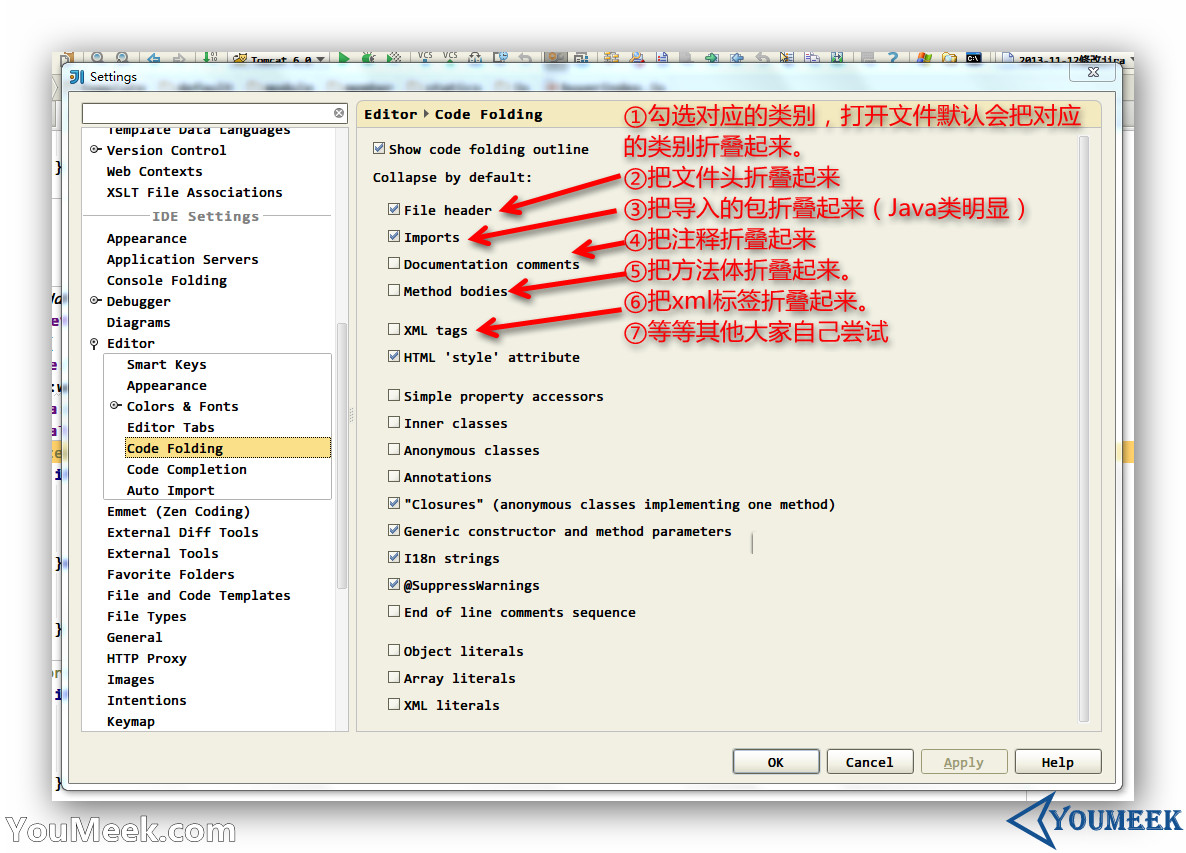 Tomcat 6.0
VCS
VCS
Settings
Template Data Languages
Version Control
Web Contexts
XSLT File Associations
IDE Settings
Appearance
Application Servers
Console Folding
Debugger
Diagrams
Editor
Smart Keys
Appearance
Colors & Fonts
Editor Tabs
Code Folding
Code Completion
Auto Import
Emmet (Zen Coding)
External Diff Tools
External Tools
Favorite Folders
File and Code Templates
File Types
General
HTTP Proxy
Images
Intentions
Keymap
Editor Code Folding
Show code folding outline
Collapse by default:
File header
Imports
Documentation comments
Method bodies
XML tags
HTML 'style' attribute
Simple property accessors
Inner classes
Anonymous classes
Annotations
"Closures" (anonymous classes implementing one method)
Generic constructor and method parameters
I18n strings
@SuppressWarnings
End of line comments sequence
Object literals
Array literals
XML literals
①勾选对应的类别，打开文件默认会把对应
的类别折叠起来。
②把文件头折叠起来
③把导入的包折叠起来（Java类明显）
④把注释折叠起来
⑤把方法体折叠起来。
⑥把xml标签折叠起来。
⑦等等其他大家自己尝试
OK
Cancel
Apply
Help
YouMeek.com
YOUMEEK